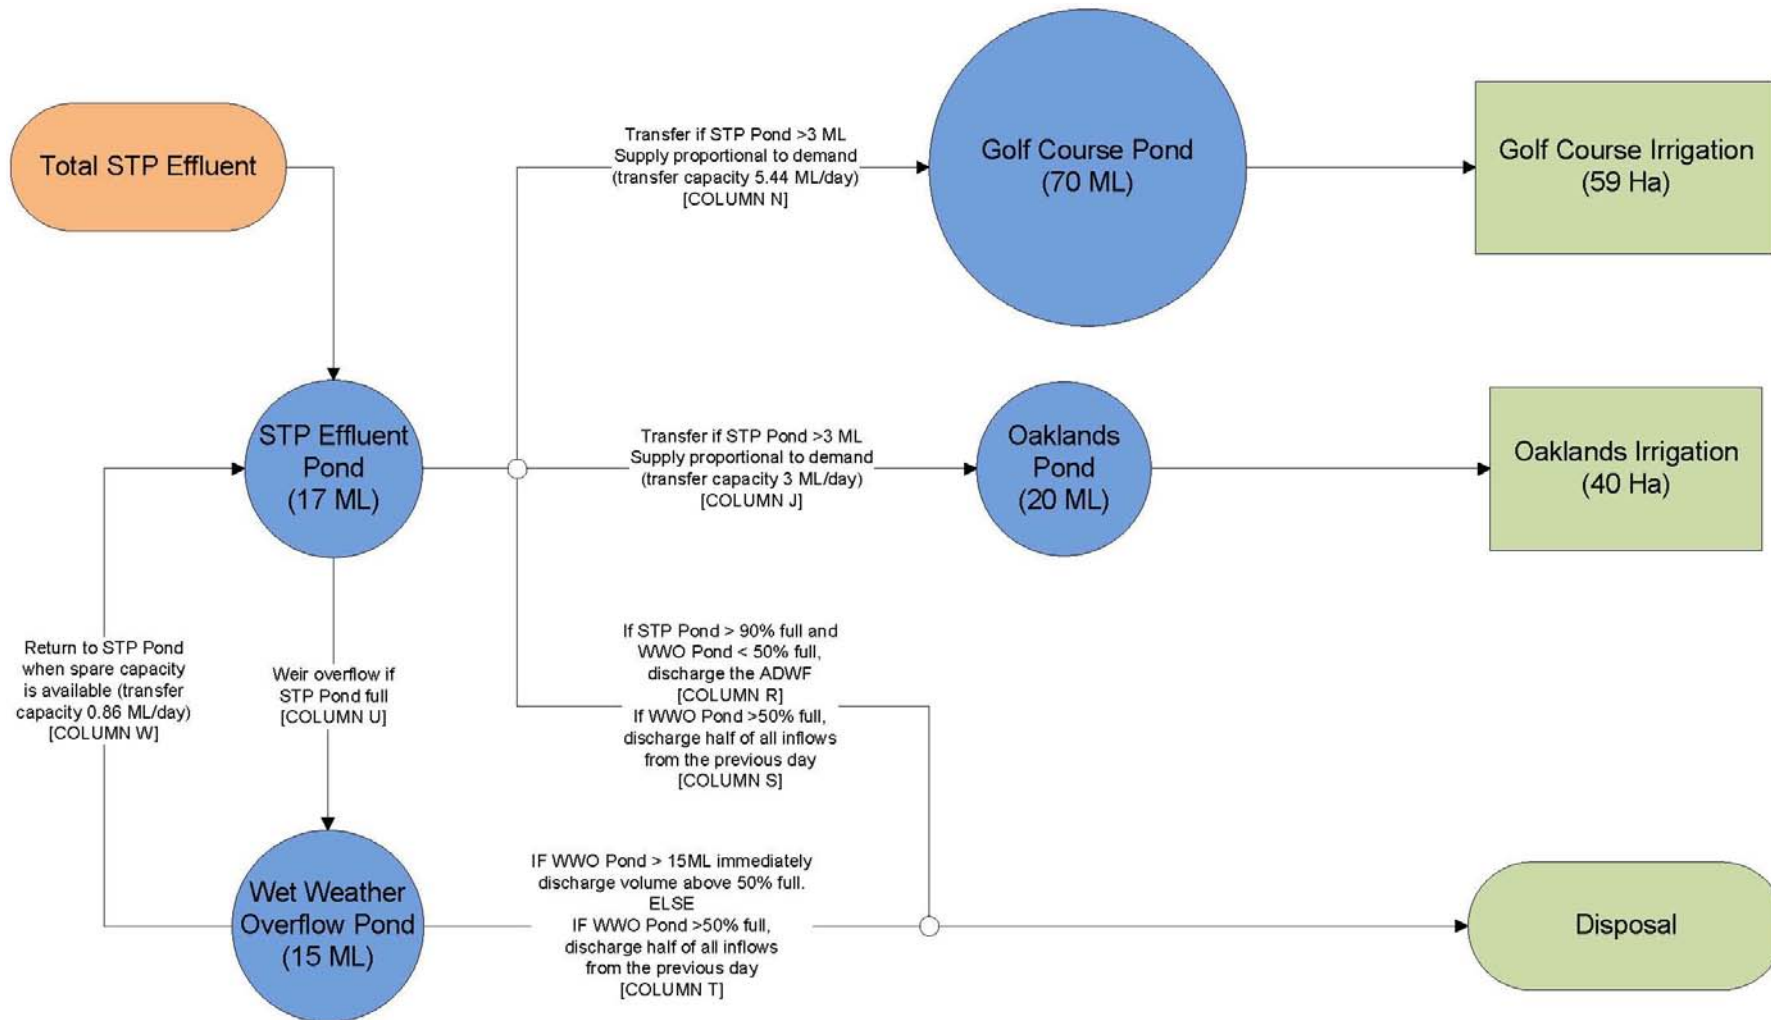 Total STP Effluent
Transfer if STP Pond >3 ML
Supply proportional to demand
(transfer capacity 5.44 ML/day)
[COLUMN N]
Golf Course Pond
(70 ML)
Golf Course Irrigation
(59 Ha)
STP Effluent
Pond
(17 ML)
Transfer if STP Pond >3 ML
Supply proportional to demand
(transfer capacity 3 ML/day)
[COLUMN J]
Oaklands
Pond
(20 ML)
Oaklands Irrigation
(40 Ha)
Return to STP Pond
when spare capacity
is available (transfer
capacity 0.86 ML/day)
[COLUMN W]
Weir overflow if
STP Pond full
[COLUMN U]
If STP Pond > 90% full and
WWO Pond < 50% full,
discharge the ADWF
[COLUMN R]
If WWO Pond >50% full,
discharge half of all inflows
from the previous day
[COLUMN S]
Wet Weather
Overflow Pond
(15 ML)
IF WWO Pond > 15ML immediately
discharge volume above 50% full.
ELSE
IF WWO Pond >50% full,
discharge half of all inflows
from the previous day
[COLUMN T]
Disposal